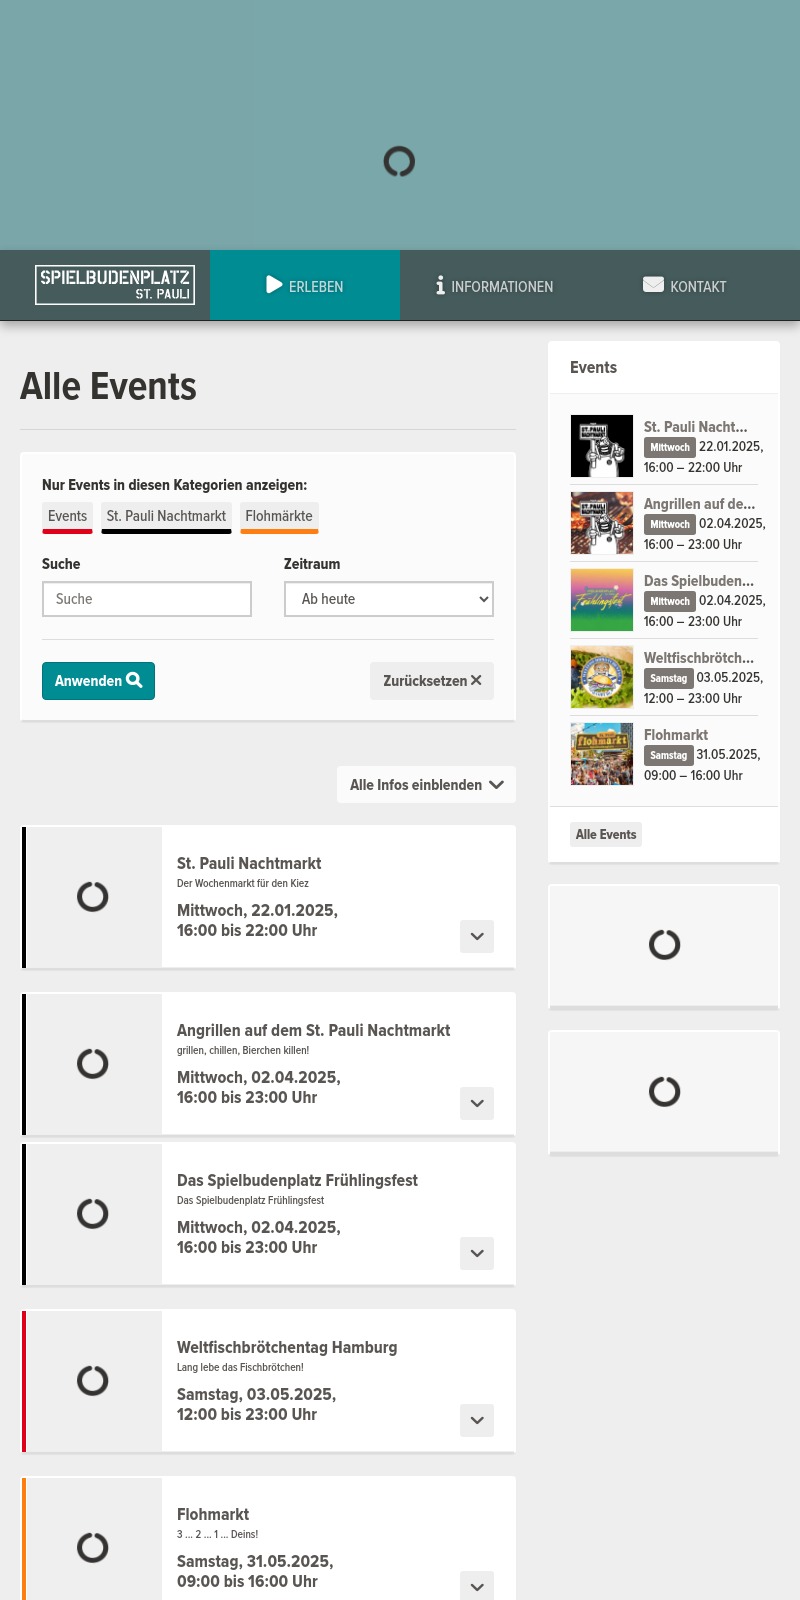 SPIELBUDENPLATZ
ST. PAULI
ERLEBEN
INFORMATIONEN
KONTAKT
Alle Events
Nur Events in diesen Kategorien anzeigen:
Events
St. Pauli Nachtmarkt
Flohmärkte
Suche
Zeitraum
Suche
Ab heute
Anwenden
Zurücksetzen
Alle Infos einblenden
St. Pauli Nachtmarkt
Der Wochenmarkt für den Kiez
Mittwoch, 22.01.2025,
16:00 bis 22:00 Uhr
Angrillen auf dem St. Pauli Nachtmarkt
grillen, chillen, Bierchen killen!
Mittwoch, 02.04.2025,
16:00 bis 23:00 Uhr
Das Spielbudenplatz Frühlingsfest
Das Spielbudenplatz Frühlingsfest
Mittwoch, 02.04.2025,
16:00 bis 23:00 Uhr
Weltfischbrötchentag Hamburg
Lang lebe das Fischbrötchen!
Samstag, 03.05.2025,
12:00 bis 23:00 Uhr
Flohmarkt
3 ... 2 ... 1 ... Deins!
Samstag, 31.05.2025,
09:00 bis 16:00 Uhr
Events
St. Pauli Nacht...
Mittwoch 22.01.2025,
16:00 – 22:00 Uhr
Angrillen auf de...
Mittwoch 02.04.2025,
16:00 – 23:00 Uhr
Das Spielbuden...
Mittwoch 02.04.2025,
16:00 – 23:00 Uhr
Weltfischbrötch...
Samstag 03.05.2025,
12:00 – 23:00 Uhr
Flohmarkt
Samstag 31.05.2025,
09:00 – 16:00 Uhr
Alle Events
ST. PAULI
NACHTMARKT
ST. PAULI
NACHTMARKT
Frühlingsfest
flohmarkt